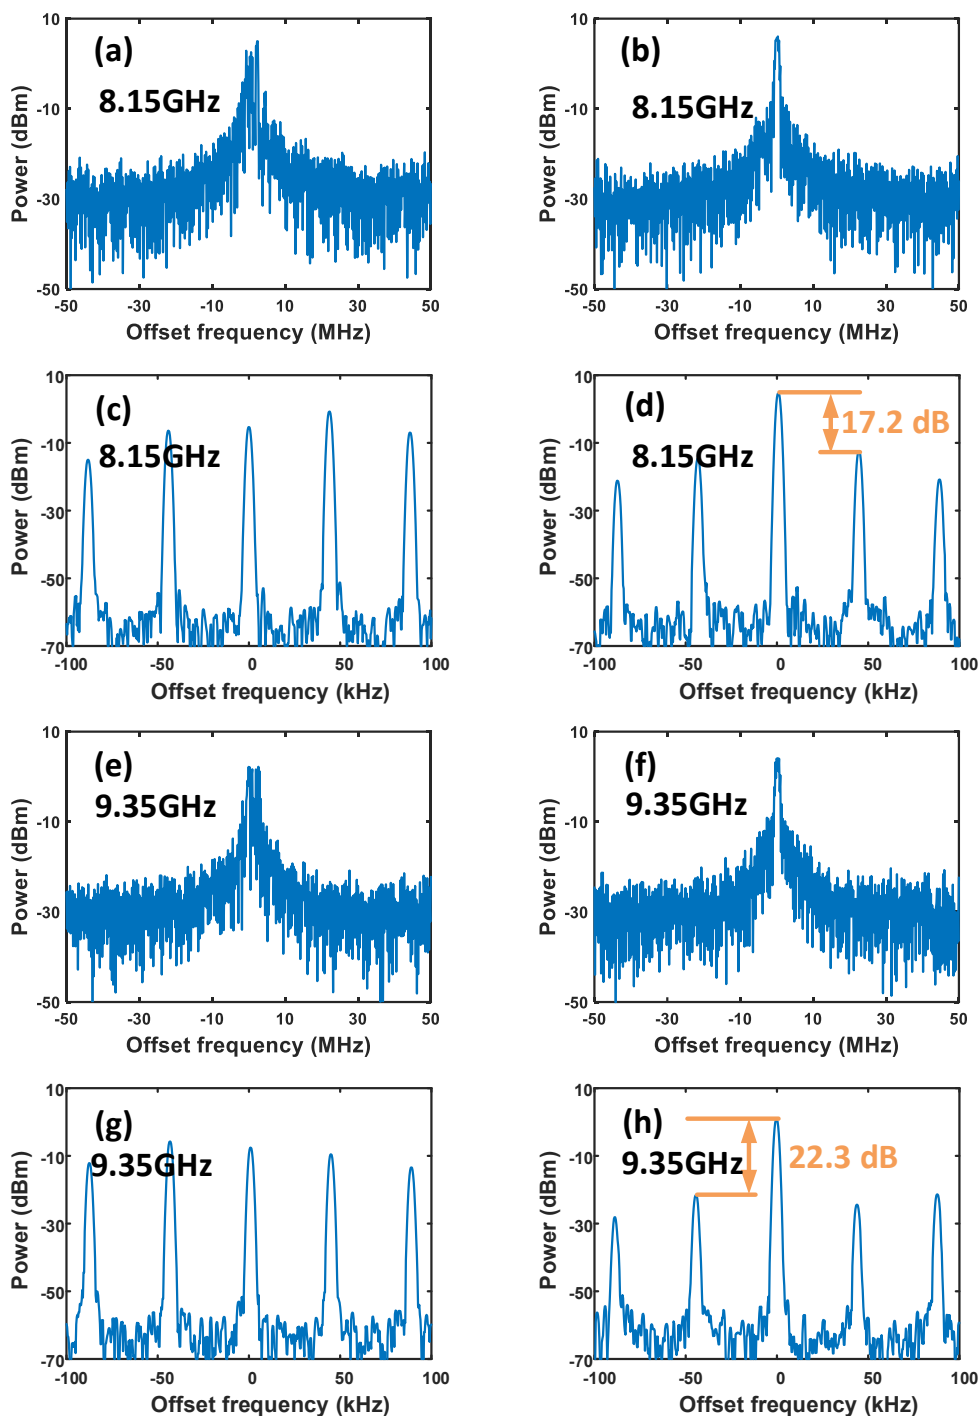 (a)
8.15GHz
Power (dBm)
10
-10
-30
-50
-50 -30 -10 10 30 50
Offset frequency (MHz)
(b)
8.15GHz
Power (dBm)
10
-10
-30
-50
-50 -30 -10 10 30 50
Offset frequency (MHz)
(c)
8.15GHz
Power (dBm)
10
-10
-30
-50
-70
-100 -50 0 50 100
Offset frequency (kHz)
(d)
8.15GHz
17.2 dB
Power (dBm)
10
-10
-30
-50
-70
-100 -50 0 50 100
Offset frequency (kHz)
(e)
9.35GHz
Power (dBm)
10
-10
-30
-50
-50 -30 -10 10 30 50
Offset frequency (MHz)
(f)
9.35GHz
Power (dBm)
10
-10
-30
-50
-50 -30 -10 10 30 50
Offset frequency (MHz)
(g)
9.35GHz
Power (dBm)
10
-10
-30
-50
-70
-100 -50 0 50 100
Offset frequency (kHz)
(h)
9.35GHz
22.3 dB
Power (dBm)
10
-10
-30
-50
-70
-100 -50 0 50 100
Offset frequency (kHz)